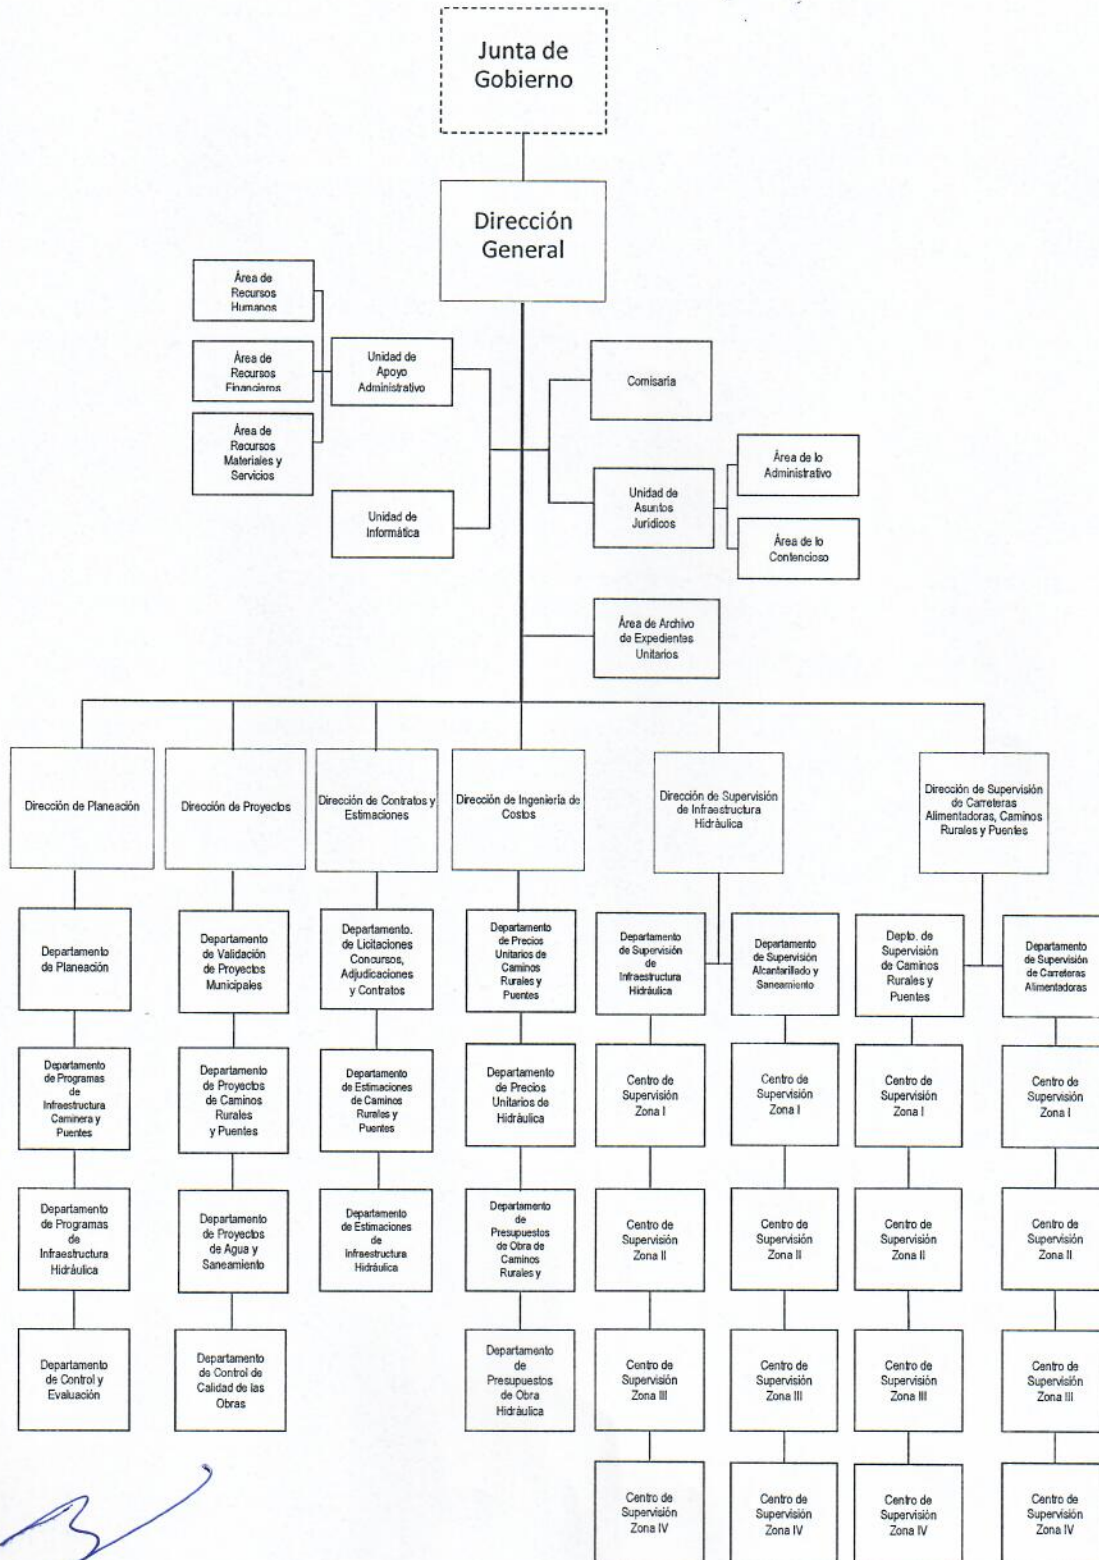 Junta de
Gobierno
Dirección
General
Área de
Recursos
Humanos
Área de
Recursos
Financieros
Área de
Recursos
Materiales y
Servicios
Unidad de
Apoyo
Administrativo
Unidad de
Informática
Comisaría
Unidad de
Asuntos
Jurídicos
Área de lo
Administrativo
Área de lo
Contencioso
Área de Archivo
de Expedientes
Unitarios
Dirección de Planeación
Departamento
de Planeación
Departamento
de Programas
de
Infraestructura
Caminera y
Puentes
Departamento
de Programas
de
Infraestructura
Hidráulica
Departamento
de Control y
Evaluación
Dirección de Proyectos
Departamento
de Validación
de Proyectos
Municipales
Departamento
de Proyectos
de Caminos
Rurales
y Puentes
Departamento
de Proyectos
de Agua y
Saneamiento
Departamento
de Control de
Calidad de las
Obras
Dirección de Contratos y
Estimaciones
Departamento.
de Licitaciones
Concursos,
Adjudicaciones
y Contratos
Departamento
de Estimaciones
de Caminos
Rurales y
Puentes
Departamento
de Estimaciones
de
Infraestructura
Hidráulica
Dirección de Ingeniería de
Costos
Departamento
de Precios
Unitarios de
Caminos
Rurales y
Puentes
Departamento
de Precios
Unitarios de
Hidráulica
Departamento
de
Presupuestos
de Obra de
Caminos
Rurales y
Departamento
de
Presupuestos
de Obra
Hidráulica
Dirección de Supervisión
de Infraestructura
Hidráulica
Departamento
de Supervisión
de
Infraestructura
Hidráulica
Centro de
Supervisión
Zona I
Centro de
Supervisión
Zona II
Centro de
Supervisión
Zona III
Centro de
Supervisión
Zona IV
Departamento
de Supervisión
Alcantarillado y
Saneamiento
Centro de
Supervisión
Zona I
Centro de
Supervisión
Zona II
Centro de
Supervisión
Zona III
Centro de
Supervisión
Zona IV
Dirección de Supervisión
de Carreteras
Alimentadoras, Caminos
Rurales y Puentes
Depto. de
Supervisión
de Caminos
Rurales y
Puentes
Centro de
Supervisión
Zona I
Centro de
Supervisión
Zona II
Centro de
Supervisión
Zona III
Centro de
Supervisión
Zona IV
Departamento
de Supervisión
de Carreteras
Alimentadoras
Centro de
Supervisión
Zona I
Centro de
Supervisión
Zona II
Centro de
Supervisión
Zona III
Centro de
Supervisión
Zona IV